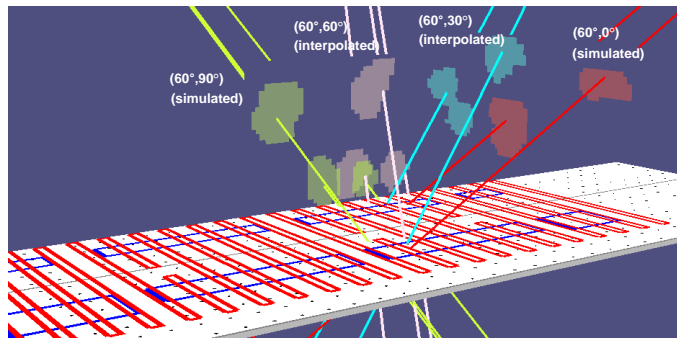 (60°,60°)
(interpolated)
(60°,30°)
(interpolated)
(60°,0°)
(simulated)
(60°,90°)
(simulated)